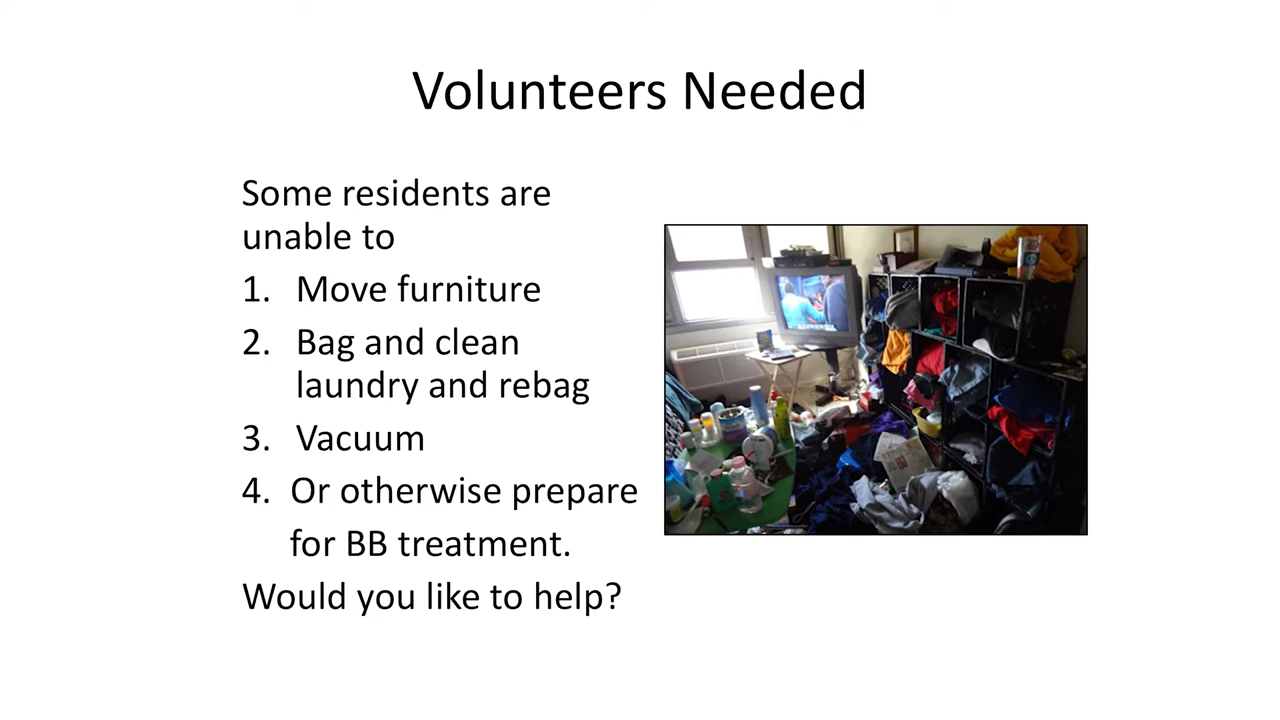 Volunteers Needed
Some residents are
unable to
1. Move furniture
2. Bag and clean
laundry and rebag
3. Vacuum
4. Or otherwise prepare
for BB treatment.
Would you like to help?